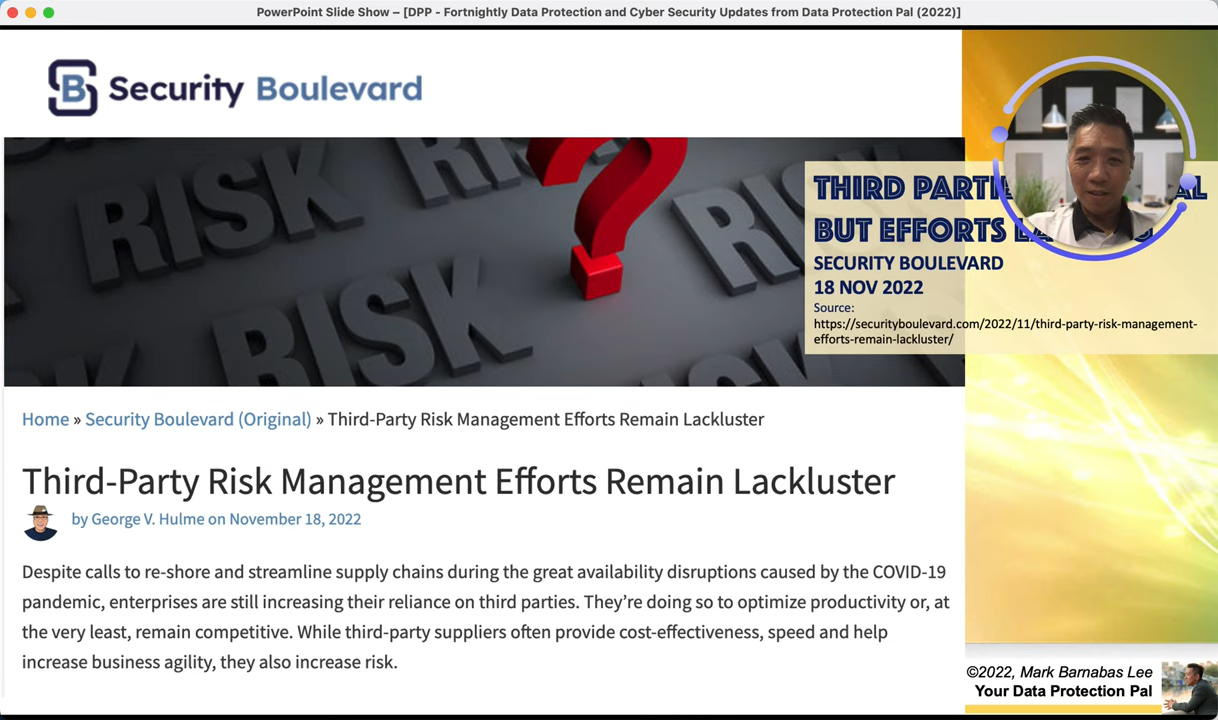 PowerPoint Slide Show – [DPP - Fortnightly Data Protection and Cyber Security Updates from Data Protection Pal (2022)]
Security Boulevard
RISK
RISK
RISK
RISK
THIRD
BUT EFFORTS
SECURITY BOULEVARD
18 NOV 2022
Source:
https://securityboulevard.com/2022/11/third-party-risk-management-
efforts-remain-lackluster/
Home » Security Boulevard (Original) » Third-Party Risk Management Efforts Remain Lackluster
Third-Party Risk Management Efforts Remain Lackluster
by George V. Hulme on November 18, 2022
Despite calls to re-shore and streamline supply chains during the great availability disruptions caused by the COVID-19
pandemic, enterprises are still increasing their reliance on third parties. They’re doing so to optimize productivity or, at
the very least, remain competitive. While third-party suppliers often provide cost-effectiveness, speed and help
increase business agility, they also increase risk.
©2022, Mark Barnabas Lee
Your Data Protection Pal